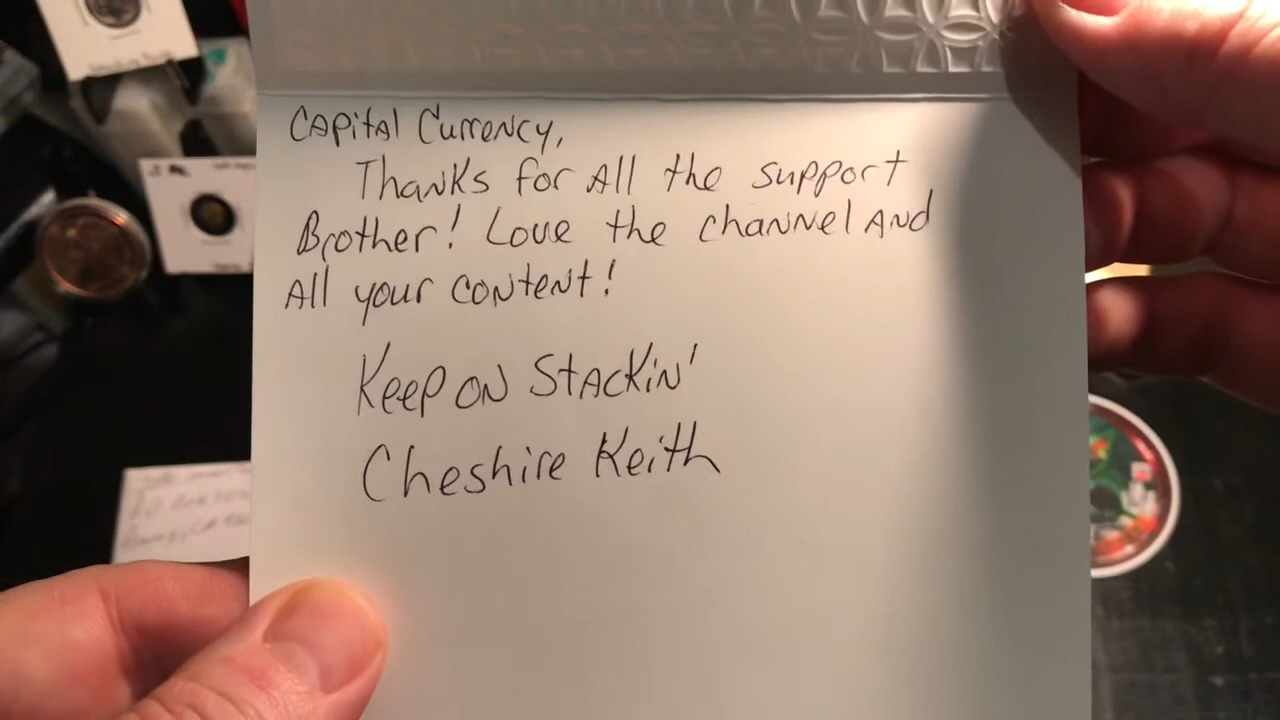 Capital Currency,
Thanks for All the support
Brother! Love the channel And
All your content!
Keep on Stackin'
Cheshire Keith